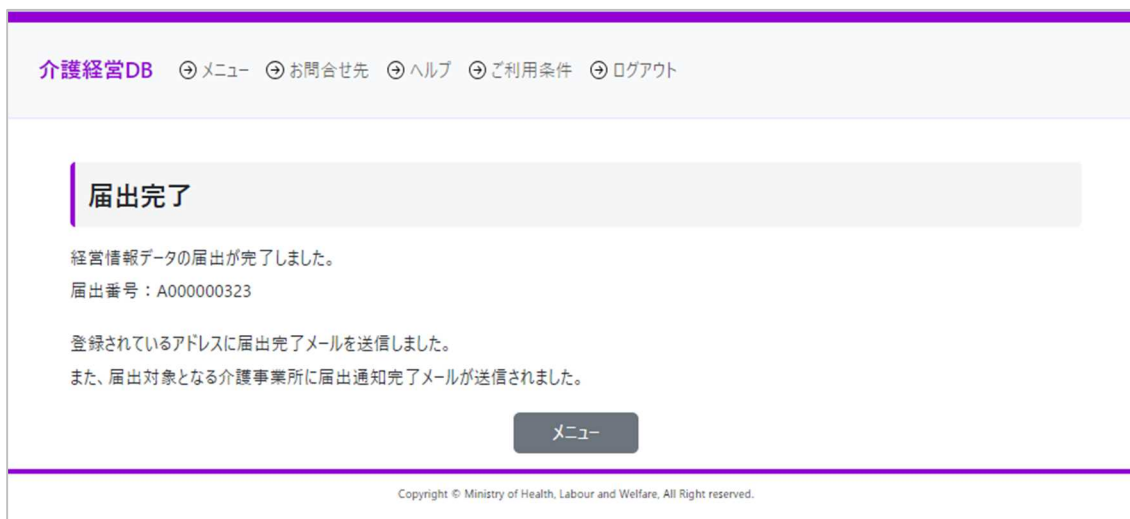 介護経営DB メニュー お問合せ先 ヘルプ ご利用条件 ログアウト
届出完了
経営情報データの届出が完了しました。
届出番号：A000000323
登録されているアドレスに届出完了メールを送信しました。
また、届出対象となる介護事業所に届出通知完了メールが送信されました。
メニュー
Copyright © Ministry of Health, Labour and Welfare, All Right reserved.